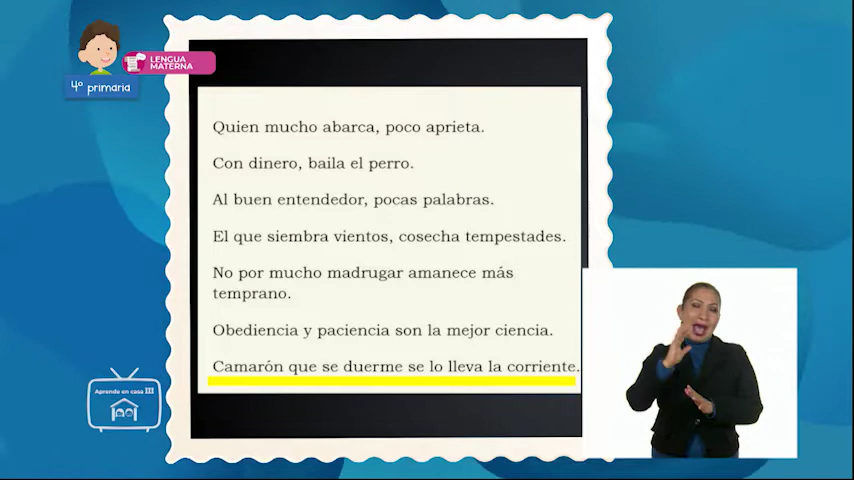 LENGUA
MATERNA
4º primaria
Quien mucho abarca, poco aprieta.
Con dinero, baila el perro.
Al buen entendedor, pocas palabras.
El que siembra vientos, cosecha tempestades.
No por mucho madrugar amanece más
temprano.
Obediencia y paciencia son la mejor ciencia.
Camarón que se duerme se lo lleva la corriente.
Aprende en casa III